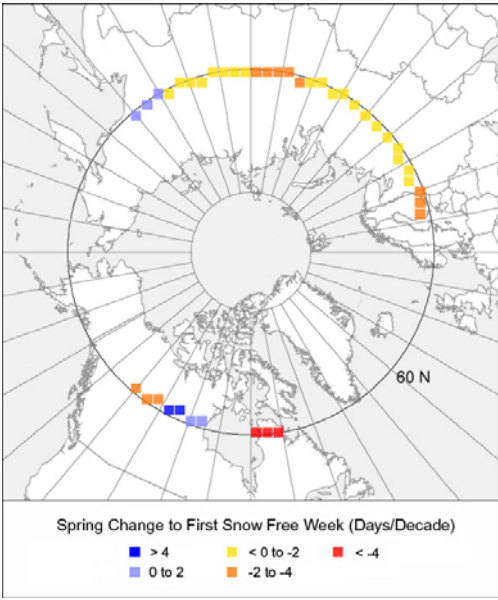 60 N
Spring Change to First Snow Free Week (Days/Decade)
> 4 < 0 to -2 < -4
0 to 2 -2 to -4